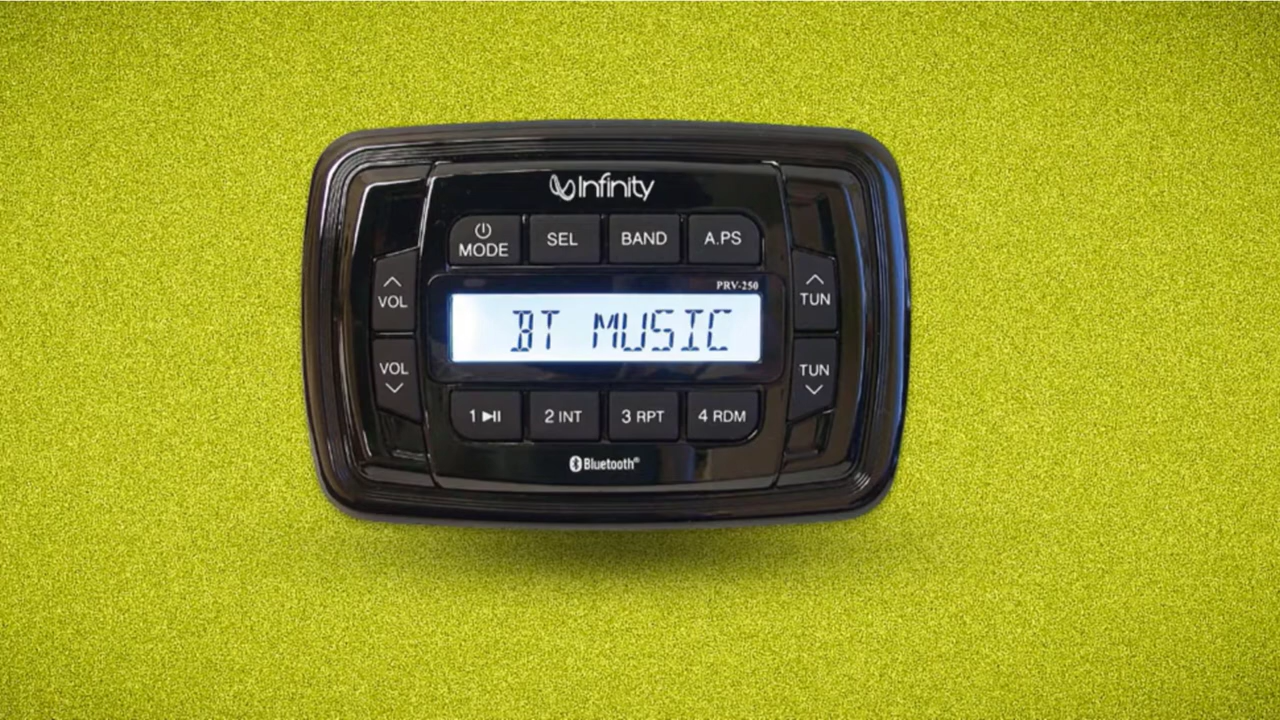 Infinity
MODE SEL BAND A.PS
PRV-250
VOL
TUN
BT MUSIC
VOL
TUN
1 2 INT 3 RPT 4 RDM
Bluetooth®